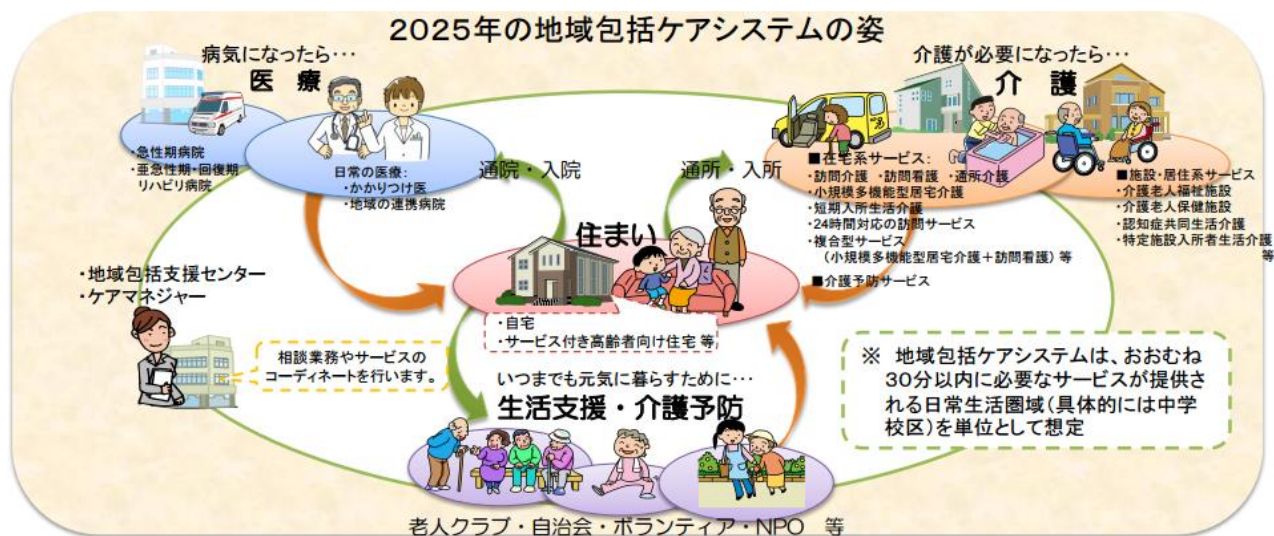 2025年の地域包括ケアシステムの姿
病気になったら･･･
医　療
・急性期病院
・亜急性期・回復期
リハビリ病院
日常の医療：
・かかりつけ医
・地域の連携病院
通院・入院
通所・入所
介護が必要になったら･･･
介　護
■在宅系サービス：
・訪問介護　・訪問看護　・通所介護
・小規模多機能型居宅介護
・短期入所生活介護
・24時間対応の訪問サービス
・複合型サービス
（小規模多機能型居宅介護＋訪問看護） 等
■介護予防サービス
■施設・居住系サービス
・介護老人福祉施設
・介護老人保健施設
・認知症共同生活介護
・特定施設入所者生活介護
等
住まい
・自宅
・サービス付き高齢者向け住宅 等
・地域包括支援センター
・ケアマネジャー
相談業務やサービスの
コーディネートを行います。
いつまでも元気に暮らすために･･･
生活支援・介護予防
老人クラブ・自治会・ボランティア・NPO　等
※　地域包括ケアシステムは、おおむね
30分以内に必要なサービスが提供さ
れる日常生活圏域（具体的には中学
校区）を単位として想定